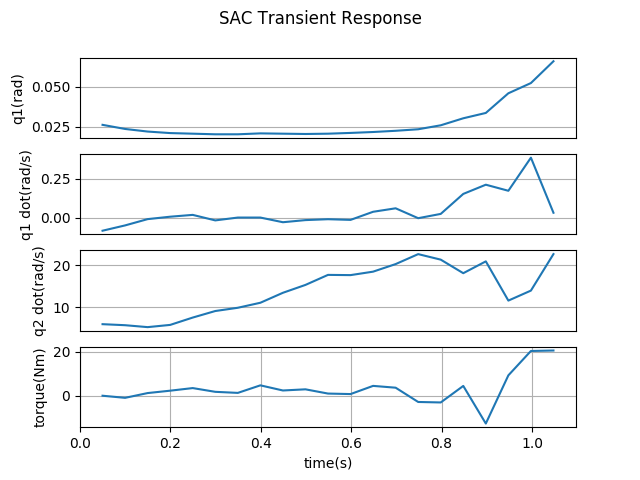 SAC Transient Response
q1(rad)
0.050
0.025
q1 dot(rad/s)
0.25
0.00
q2 dot(rad/s)
20
10
torque(Nm)
20
0
0.0 0.2 0.4 0.6 0.8 1.0
time(s)